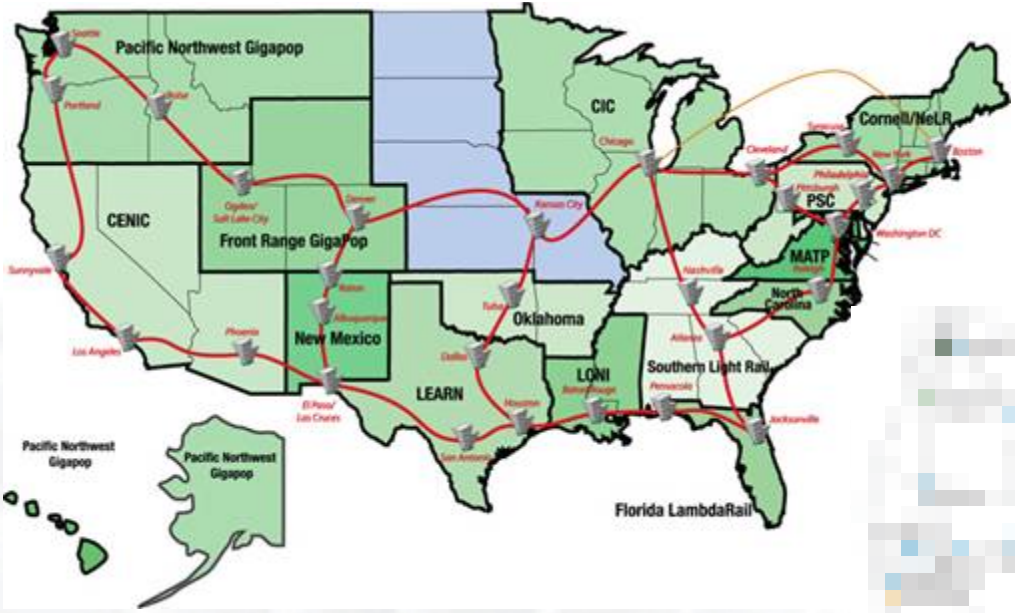 Seattle
Pacific Northwest Gigapop
Portland
Boise
CIC
Cornell/NeLR
Chicago
Syracuse
Cleveland
New York
Boston
Philadelphia
Pittsburgh
PSC
Ogden/
Salt Lake City
Denver
Kansas City
CENIC
Front Range GigaPop
Washington DC
MATP
Sunnyvale
Raton
Nashville
Raleigh
Tulsa
North
Carolina
Albuquerque
Oklahoma
Phoenix
New Mexico
Los Angeles
Dallas
Atlanta
Southern Light Rail
LONI
LEARN
Baton Rouge
Pensacola
El Paso/
Las Cruces
Houston
Jacksonville
San Antonio
Pacific Northwest
Gigapop
Pacific Northwest
Gigapop
Florida LambdaRail